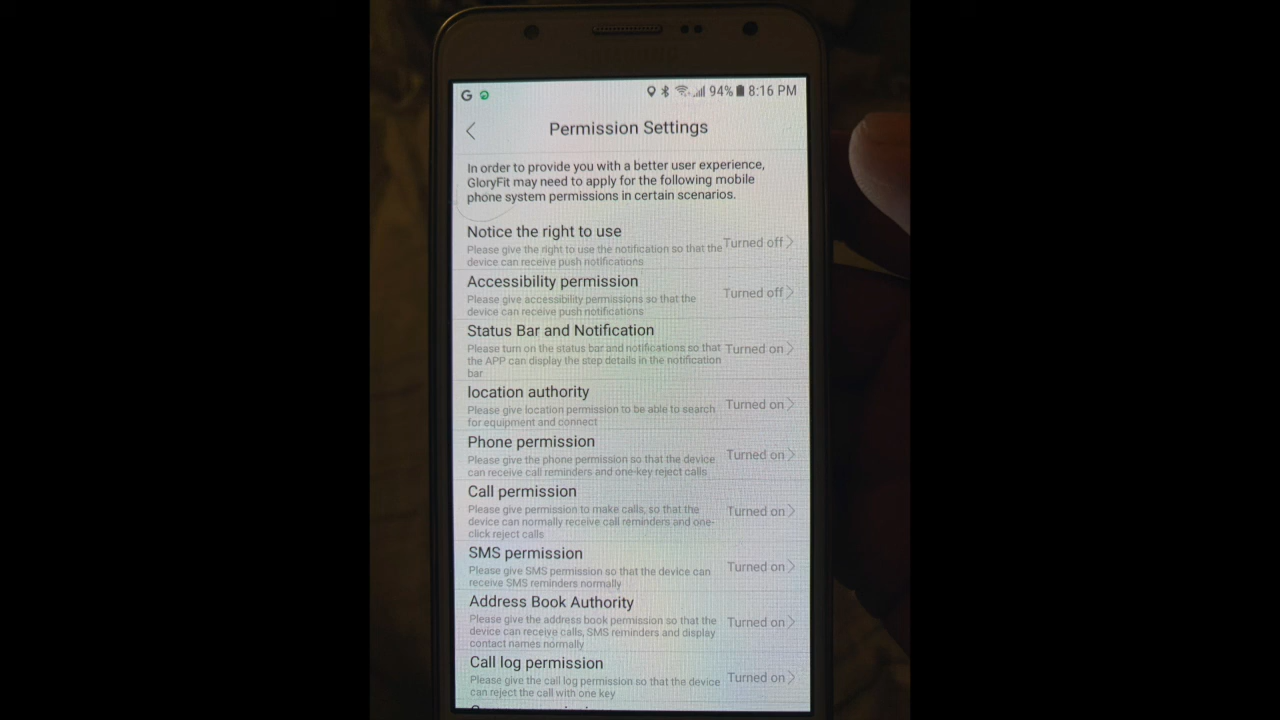 G 94% 8:16 PM
Permission Settings
In order to provide you with a better user experience,
GloryFit may need to apply for the following mobile
phone system permissions in certain scenarios.
Notice the right to use
Please give the right to use the notification so that the Turned off
device can receive push notifications
Accessibility permission
Please give accessibility permissions so that the Turned off
device can receive push notifications
Status Bar and Notification
Please turn on the status bar and notifications so that Turned on
the APP can display the step details in the notification
bar
location authority
Please give location permission to be able to search Turned on
for equipment and connect
Phone permission
Please give the phone permission so that the device Turned on
can receive call reminders and one-key reject calls
Call permission
Please give permission to make calls, so that the Turned on
device can normally receive call reminders and one-
click reject calls
SMS permission
Please give SMS permission so that the device can Turned on
receive SMS reminders normally
Address Book Authority
Please give the address book permission so that the Turned on
device can receive calls, SMS reminders and display
contact names normally
Call log permission
Please give the call log permission so that the device Turned on
can reject the call with one key